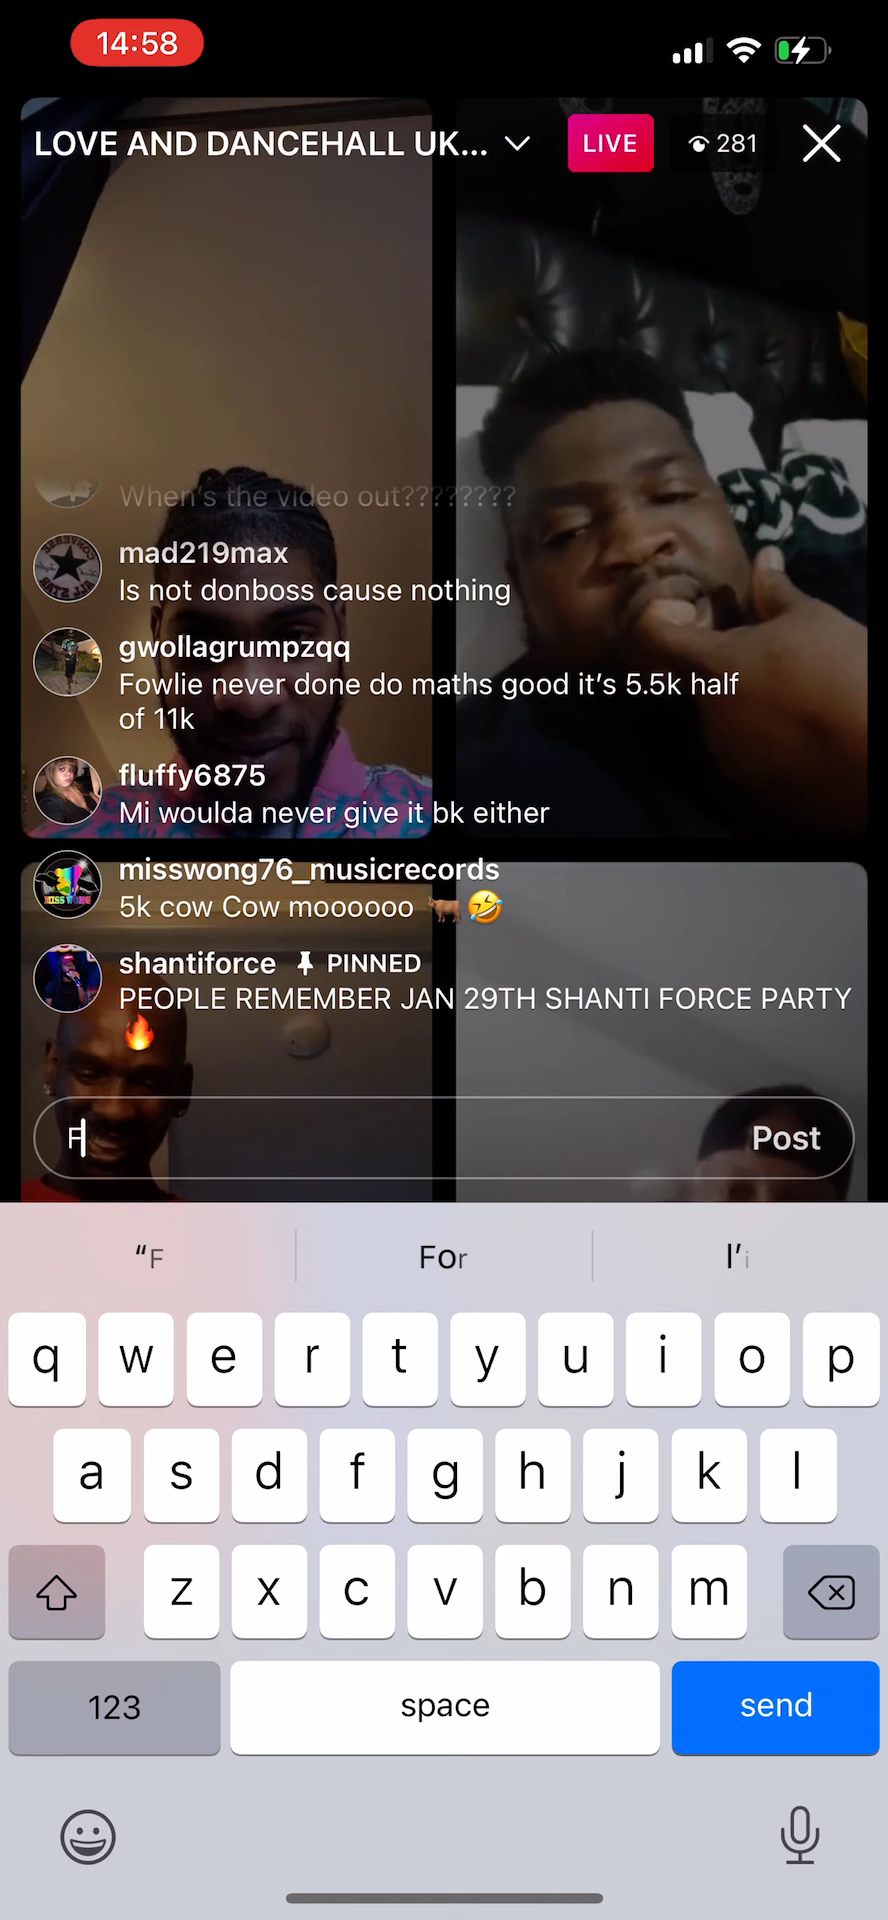 14:58
LOVE AND DANCEHALL UK...
LIVE
281
When's the video out????????
mad219max
Is not donboss cause nothing
gwollagrumpzqq
Fowlie never done do maths good it's 5.5k half
of 11k
fluffy6875
Mi woulda never give it bk either
misswong76_musicrecords
5k cow Cow moooooo 🐂🤣
shantiforce 📌 PINNED
PEOPLE REMEMBER JAN 29TH SHANTI FORCE PARTY
🔥
F
Post
“F
For
I’i
q w e r t y u i o p
a s d f g h j k l
z x c v b n m
123
space
send